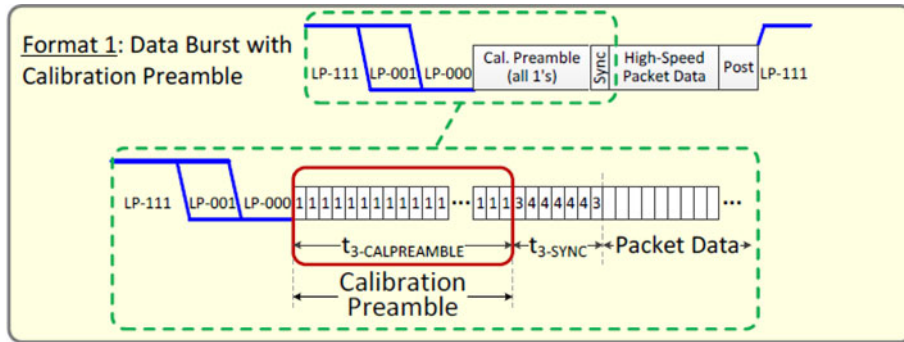 Format 1: Data Burst with
Calibration Preamble
LP-111
LP-001
LP-000
Cal. Preamble
(all 1's)
Sync
High-Speed
Packet Data
Post
LP-111
LP-111
LP-001
LP-000
1 1 1 1 1 1 1 1 1 1 1 1 1 ••• 1 1 1 3 4 4 4 4 4 3 •••
t3-CALPREAMBLE
t3-SYNC
Packet Data
Calibration
Preamble